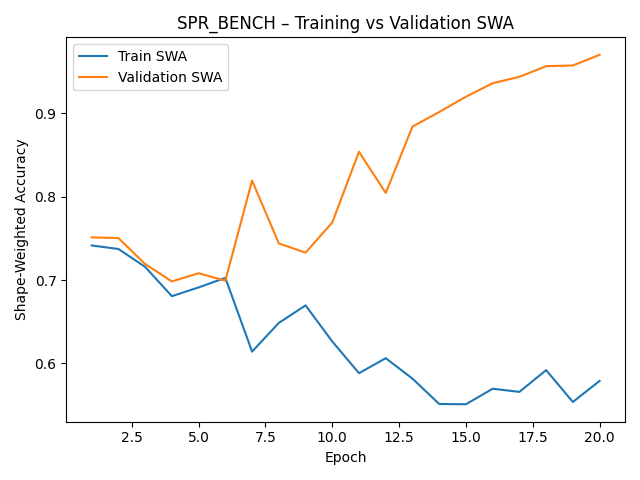 SPR_BENCH – Training vs Validation SWA
Train SWA
Validation SWA
Shape-Weighted Accuracy
0.9
0.8
0.7
0.6
2.5 5.0 7.5 10.0 12.5 15.0 17.5 20.0
Epoch